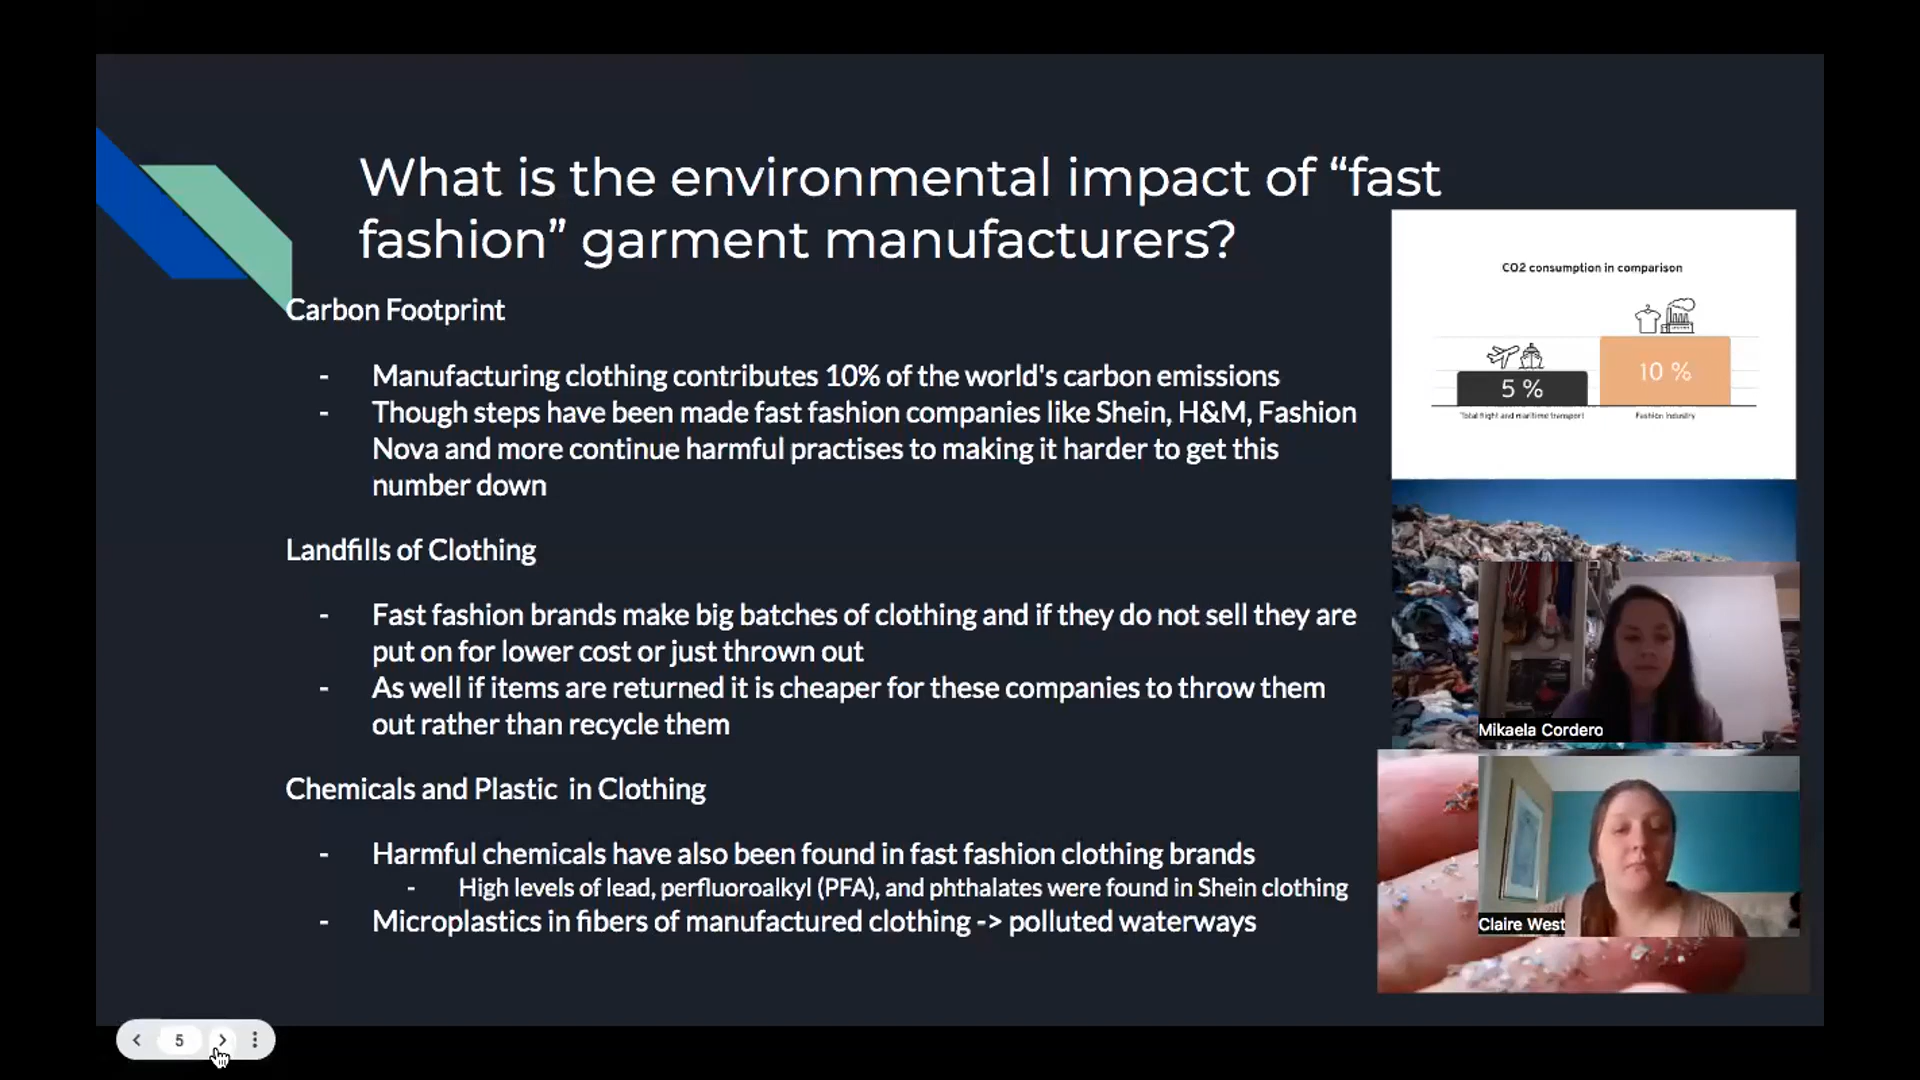 What is the environmental impact of “fast
fashion” garment manufacturers?
Carbon Footprint
- Manufacturing clothing contributes 10% of the world's carbon emissions
- Though steps have been made fast fashion companies like Shein, H&M, Fashion
Nova and more continue harmful practises to making it harder to get this
number down
Landfills of Clothing
- Fast fashion brands make big batches of clothing and if they do not sell they are
put on for lower cost or just thrown out
- As well if items are returned it is cheaper for these companies to throw them
out rather than recycle them
Chemicals and Plastic in Clothing
- Harmful chemicals have also been found in fast fashion clothing brands
- High levels of lead, perfluoroalkyl (PFA), and phthalates were found in Shein clothing
- Microplastics in fibers of manufactured clothing -> polluted waterways
CO2 consumption in comparison
5 %
10 %
Total flight and maritime transport
Fashion Industry
Mikaela Cordero
Claire West
5